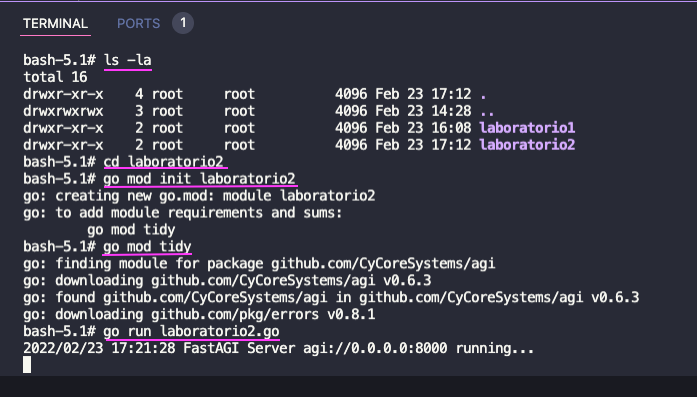 TERMINAL PORTS 1
bash-5.1# ls -la
total 16
drwxr-xr-x    4 root     root          4096 Feb 23 17:12 .
drwxrwxrwx    3 root     root          4096 Feb 23 14:28 ..
drwxr-xr-x    2 root     root          4096 Feb 23 16:08 laboratorio1
drwxr-xr-x    2 root     root          4096 Feb 23 17:12 laboratorio2
bash-5.1# cd laboratorio2
bash-5.1# go mod init laboratorio2
go: creating new go.mod: module laboratorio2
go: to add module requirements and sums:
        go mod tidy
bash-5.1# go mod tidy
go: finding module for package github.com/CyCoreSystems/agi
go: downloading github.com/CyCoreSystems/agi v0.6.3
go: found github.com/CyCoreSystems/agi in github.com/CyCoreSystems/agi v0.6.3
go: downloading github.com/pkg/errors v0.8.1
bash-5.1# go run laboratorio2.go
2022/02/23 17:21:28 FastAGI Server agi://0.0.0.0:8000 running...